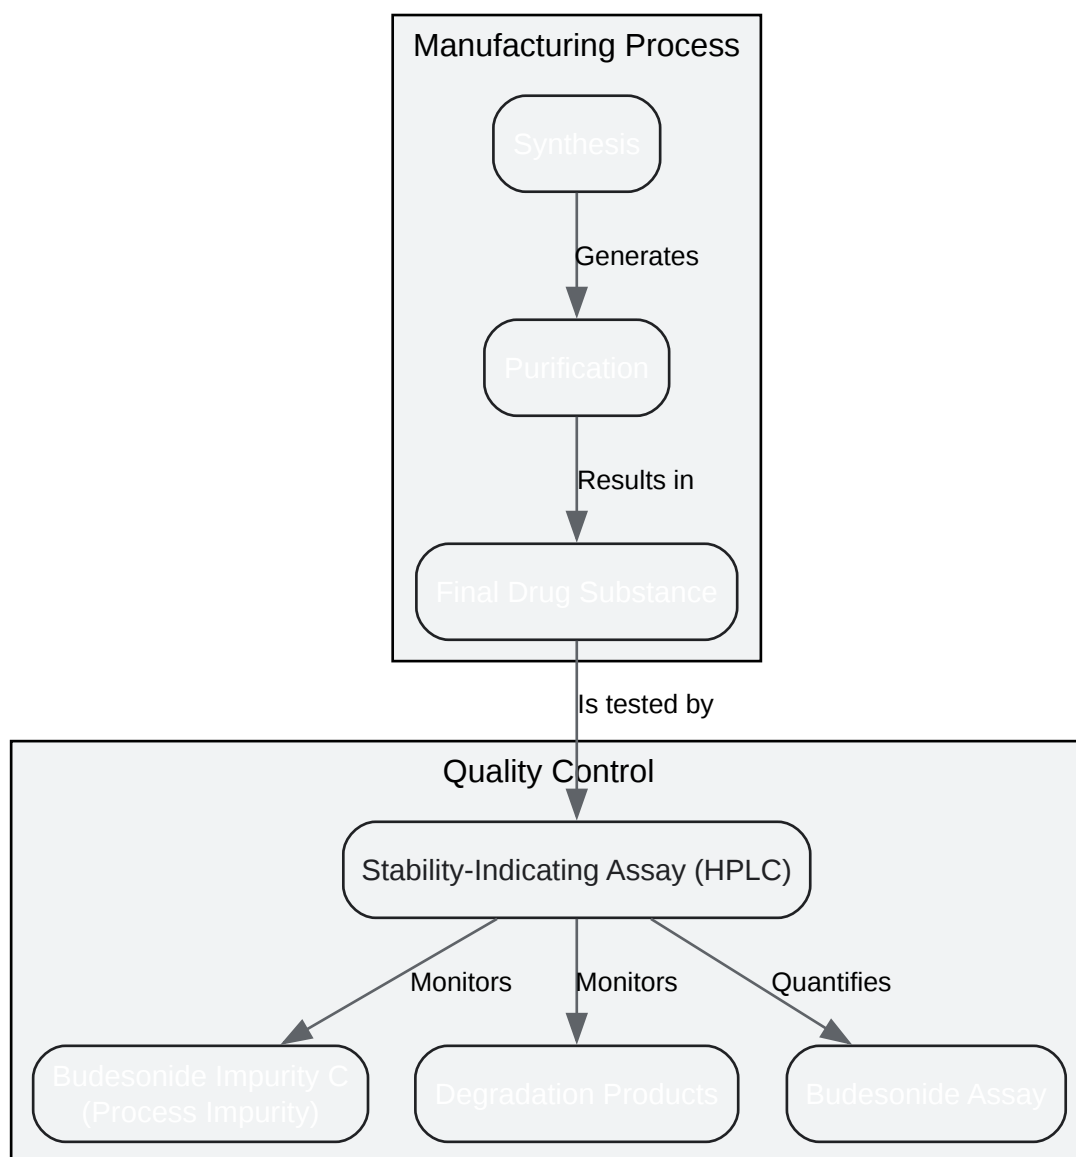 Manufacturing Process
Synthesis
Generates
Purification
Results in
Final Drug Substance
Is tested by
Quality Control
Stability-Indicating Assay (HPLC)
Monitors
Monitors
Quantifies
Budesonide Impurity C
(Process Impurity)
Degradation Products
Budesonide Assay